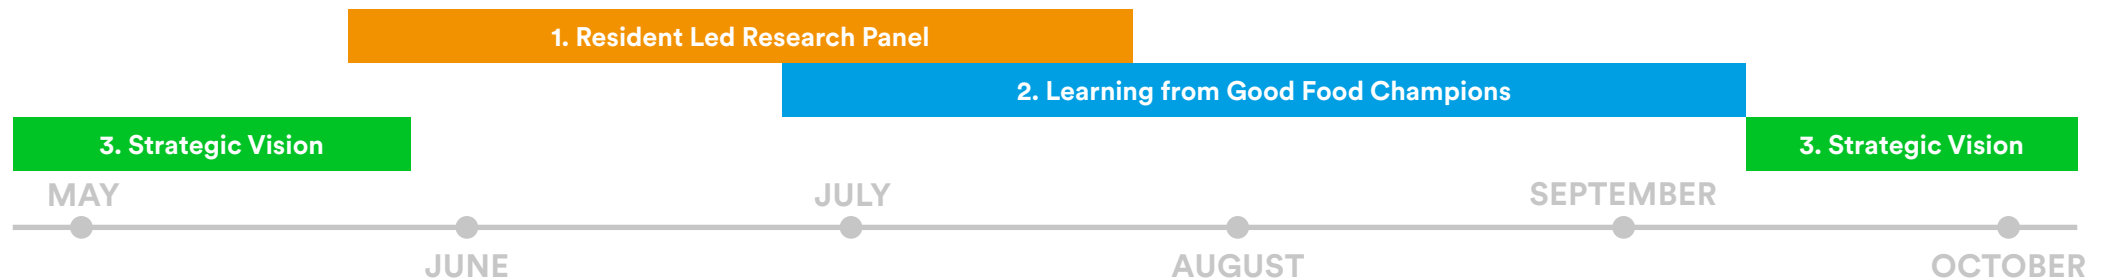 1. Resident Led Research Panel
2. Learning from Good Food Champions
3. Strategic Vision
3. Strategic Vision
MAY
JULY
SEPTEMBER
JUNE
AUGUST
OCTOBER